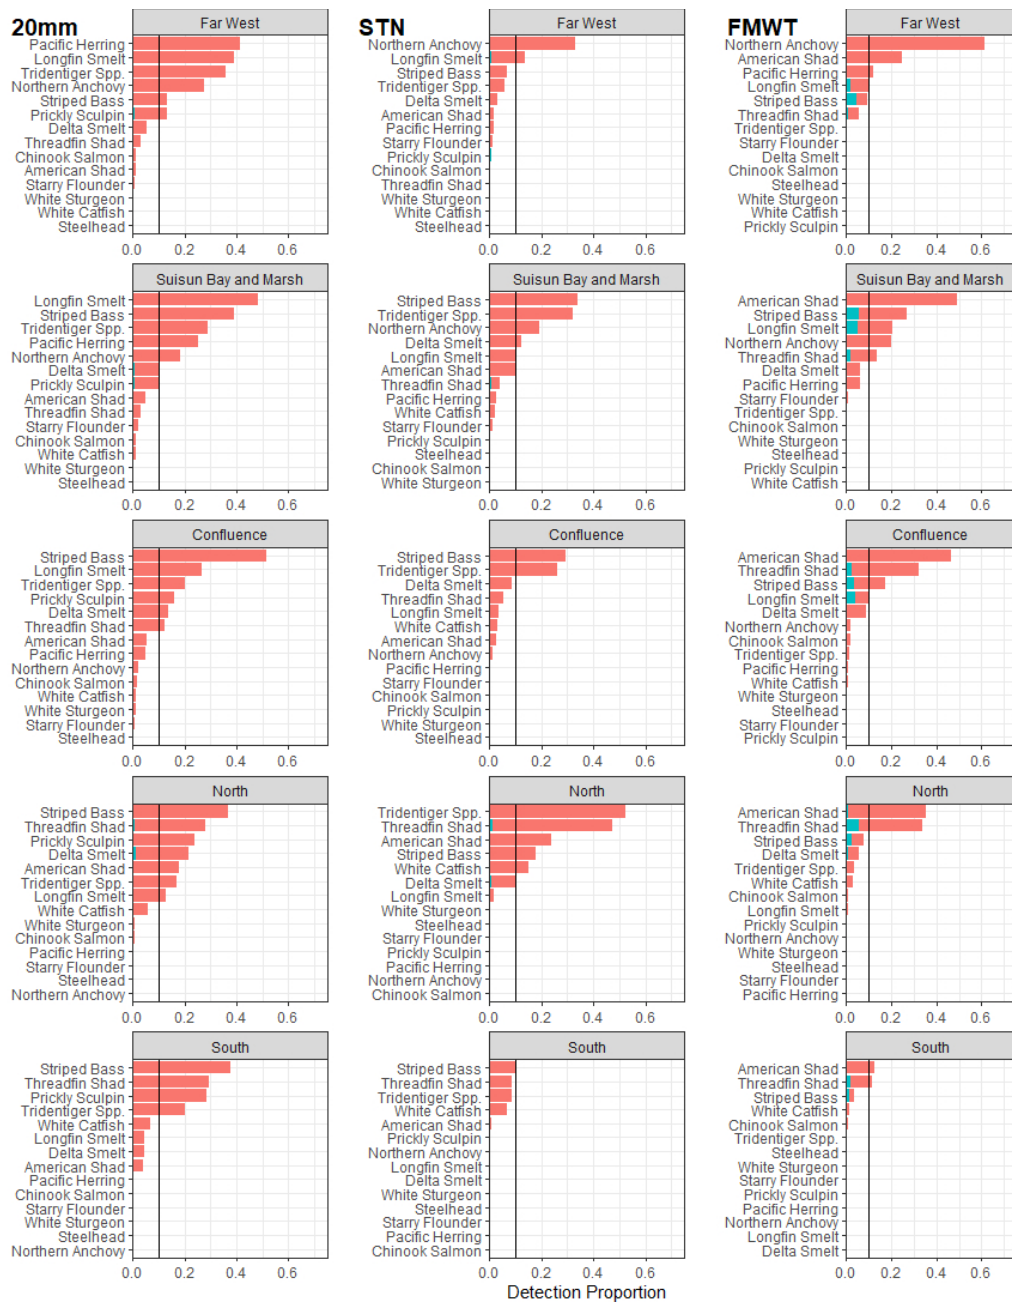 20mm
Far West
Pacific Herring
Longfin Smelt
Tridentiger Spp.
Northern Anchovy
Striped Bass
Prickly Sculpin
Delta Smelt
Threadfin Shad
Chinook Salmon
American Shad
Starry Flounder
White Sturgeon
White Catfish
Steelhead
0.0 0.2 0.4 0.6
Suisun Bay and Marsh
Longfin Smelt
Striped Bass
Tridentiger Spp.
Pacific Herring
Northern Anchovy
Delta Smelt
Prickly Sculpin
American Shad
Threadfin Shad
Starry Flounder
Chinook Salmon
White Catfish
White Sturgeon
Steelhead
0.0 0.2 0.4 0.6
Confluence
Striped Bass
Longfin Smelt
Tridentiger Spp.
Prickly Sculpin
Delta Smelt
Threadfin Shad
American Shad
Pacific Herring
Northern Anchovy
Chinook Salmon
White Catfish
White Sturgeon
Starry Flounder
Steelhead
0.0 0.2 0.4 0.6
North
Striped Bass
Threadfin Shad
Prickly Sculpin
Delta Smelt
American Shad
Tridentiger Spp.
Longfin Smelt
White Catfish
White Sturgeon
Chinook Salmon
Pacific Herring
Starry Flounder
Steelhead
Northern Anchovy
0.0 0.2 0.4 0.6
South
Striped Bass
Threadfin Shad
Prickly Sculpin
Tridentiger Spp.
White Catfish
Longfin Smelt
Delta Smelt
American Shad
Pacific Herring
Chinook Salmon
Starry Flounder
White Sturgeon
Steelhead
Northern Anchovy
0.0 0.2 0.4 0.6
STN
Far West
Northern Anchovy
Longfin Smelt
Striped Bass
Tridentiger Spp.
Delta Smelt
American Shad
Pacific Herring
Starry Flounder
Prickly Sculpin
Chinook Salmon
Threadfin Shad
White Sturgeon
White Catfish
Steelhead
0.0 0.2 0.4 0.6
Suisun Bay and Marsh
Striped Bass
Tridentiger Spp.
Northern Anchovy
Delta Smelt
Longfin Smelt
American Shad
Threadfin Shad
Pacific Herring
White Catfish
Starry Flounder
Prickly Sculpin
Steelhead
Chinook Salmon
White Sturgeon
0.0 0.2 0.4 0.6
Confluence
Striped Bass
Tridentiger Spp.
Delta Smelt
Threadfin Shad
Longfin Smelt
White Catfish
American Shad
Northern Anchovy
Pacific Herring
Starry Flounder
Chinook Salmon
Prickly Sculpin
White Sturgeon
Steelhead
0.0 0.2 0.4 0.6
North
Tridentiger Spp.
Threadfin Shad
American Shad
Striped Bass
White Catfish
Delta Smelt
Longfin Smelt
White Sturgeon
Steelhead
Starry Flounder
Prickly Sculpin
Pacific Herring
Northern Anchovy
Chinook Salmon
0.0 0.2 0.4 0.6
South
Striped Bass
Threadfin Shad
Tridentiger Spp.
White Catfish
American Shad
Prickly Sculpin
Northern Anchovy
Longfin Smelt
Delta Smelt
White Sturgeon
Steelhead
Starry Flounder
Pacific Herring
Chinook Salmon
0.0 0.2 0.4 0.6
Detection Proportion
FMWT
Far West
Northern Anchovy
American Shad
Pacific Herring
Longfin Smelt
Striped Bass
Threadfin Shad
Tridentiger Spp.
Starry Flounder
Delta Smelt
Chinook Salmon
Steelhead
White Sturgeon
White Catfish
Prickly Sculpin
0.0 0.2 0.4 0.6
Suisun Bay and Marsh
American Shad
Striped Bass
Longfin Smelt
Northern Anchovy
Threadfin Shad
Delta Smelt
Pacific Herring
Starry Flounder
Tridentiger Spp.
Chinook Salmon
White Sturgeon
Steelhead
Prickly Sculpin
White Catfish
0.0 0.2 0.4 0.6
Confluence
American Shad
Threadfin Shad
Striped Bass
Longfin Smelt
Delta Smelt
Northern Anchovy
Chinook Salmon
Tridentiger Spp.
Pacific Herring
White Catfish
White Sturgeon
Steelhead
Starry Flounder
Prickly Sculpin
0.0 0.2 0.4 0.6
North
American Shad
Threadfin Shad
Striped Bass
Delta Smelt
Tridentiger Spp.
White Catfish
Chinook Salmon
Longfin Smelt
Prickly Sculpin
Northern Anchovy
White Sturgeon
Steelhead
Starry Flounder
Pacific Herring
0.0 0.2 0.4 0.6
South
American Shad
Threadfin Shad
Striped Bass
White Catfish
Chinook Salmon
Tridentiger Spp.
Steelhead
White Sturgeon
Starry Flounder
Prickly Sculpin
Pacific Herring
Northern Anchovy
Longfin Smelt
Delta Smelt
0.0 0.2 0.4 0.6